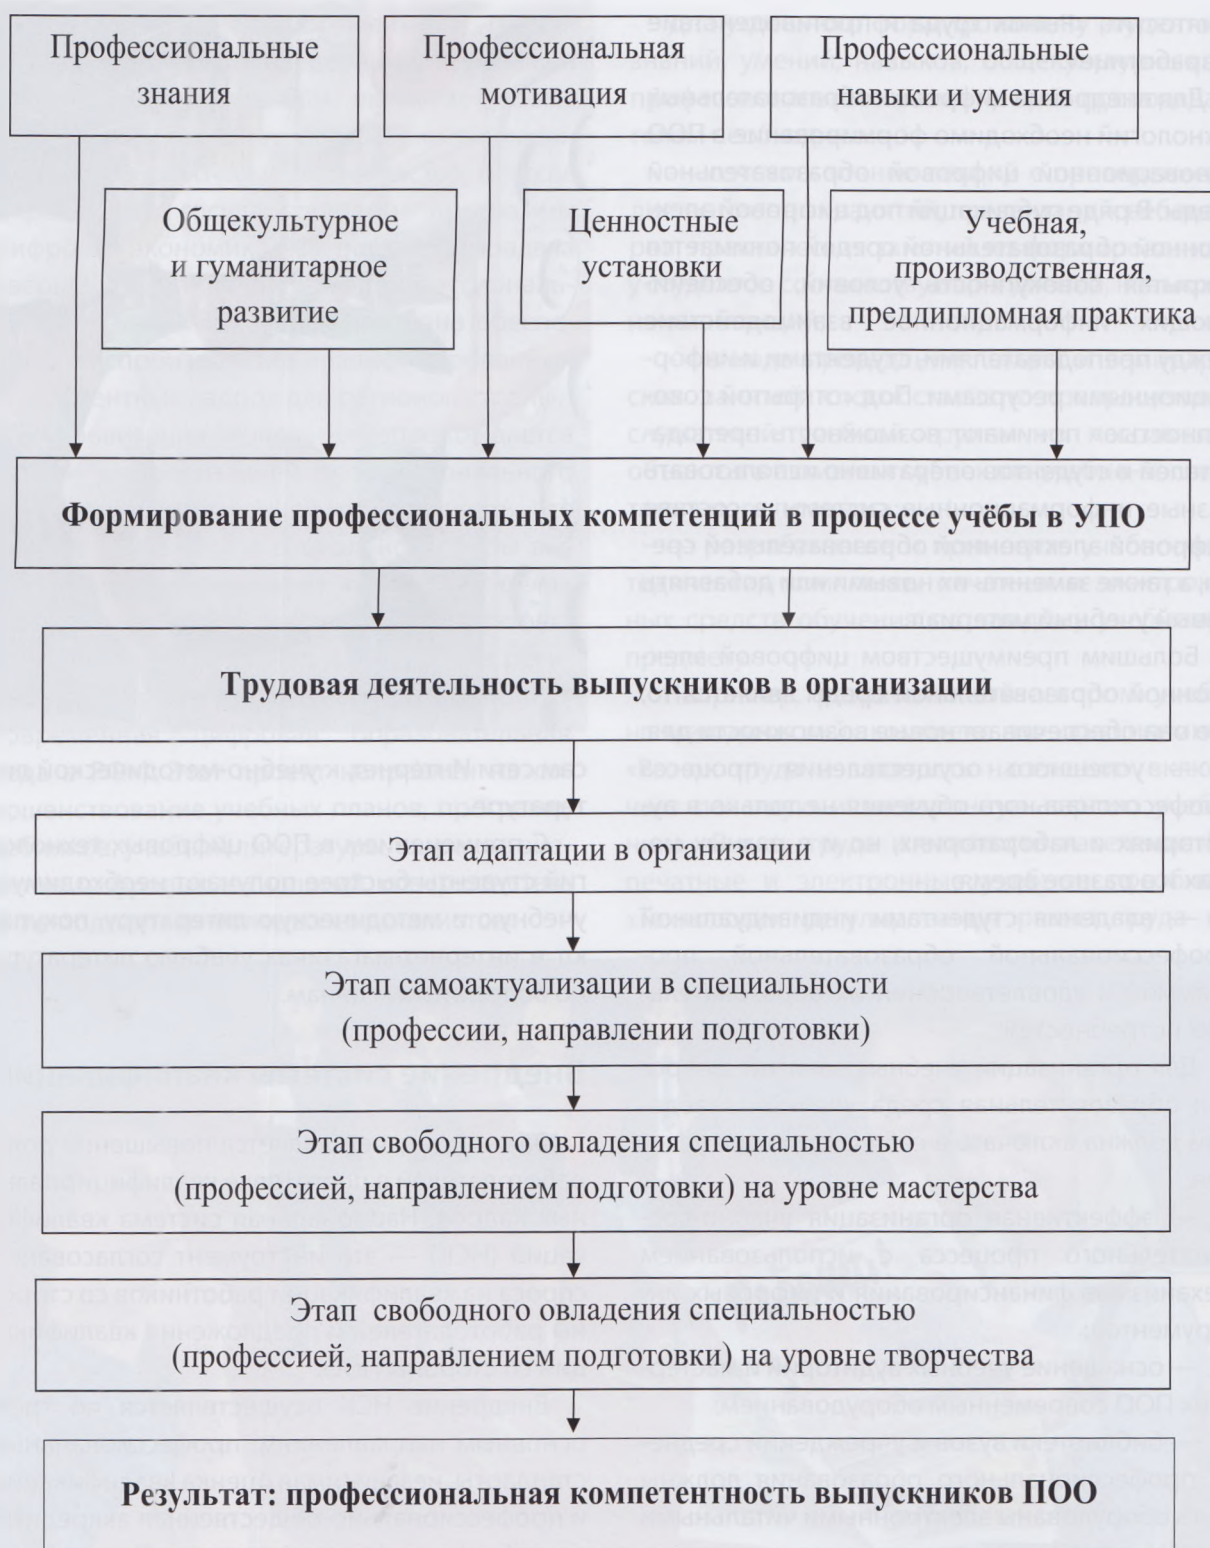 Профессиональные
знания
Профессиональная
мотивация
Профессиональные
навыки и умения
Общекультурное
и гуманитарное
развитие
Ценностные
установки
Учебная,
производственная,
преддипломная практика
Формирование профессиональных компетенций в процессе учёбы в УПО
Трудовая деятельность выпускников в организации
Этап адаптации в организации
Этап самоактуализации в специальности
(профессии, направлении подготовки)
Этап свободного овладения специальностью
(профессией, направлением подготовки) на уровне мастерства
Этап свободного овладения специальностью
(профессией, направлением подготовки) на уровне творчества
Результат: профессиональная компетентность выпускников ПОО